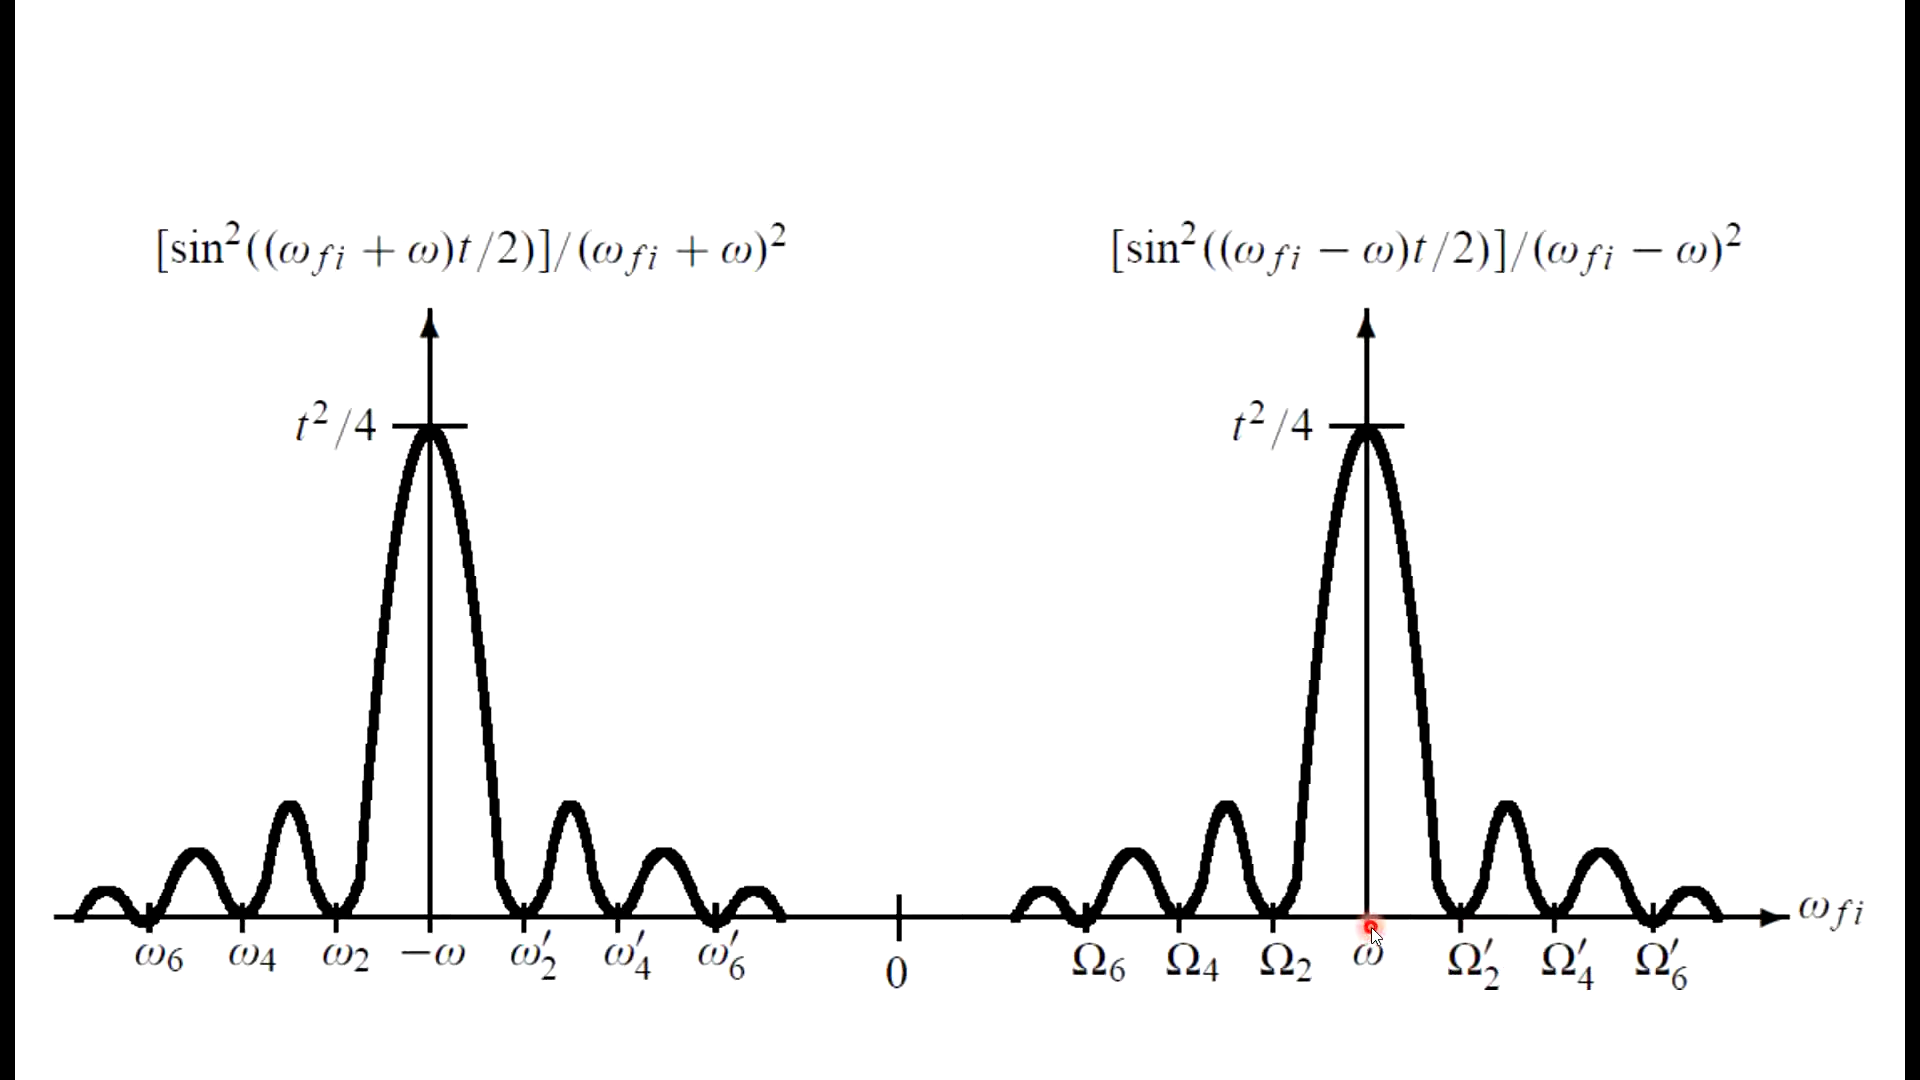 [sin²((ω_fi + ω)t/2)]/(ω_fi + ω)²
[sin²((ω_fi − ω)t/2)]/(ω_fi − ω)²
t²/4
t²/4
ω_fi
ω₆ ω₄ ω₂ −ω ω′₂ ω′₄ ω′₆ 0 Ω₆ Ω₄ Ω₂ ω Ω′₂ Ω′₄ Ω′₆